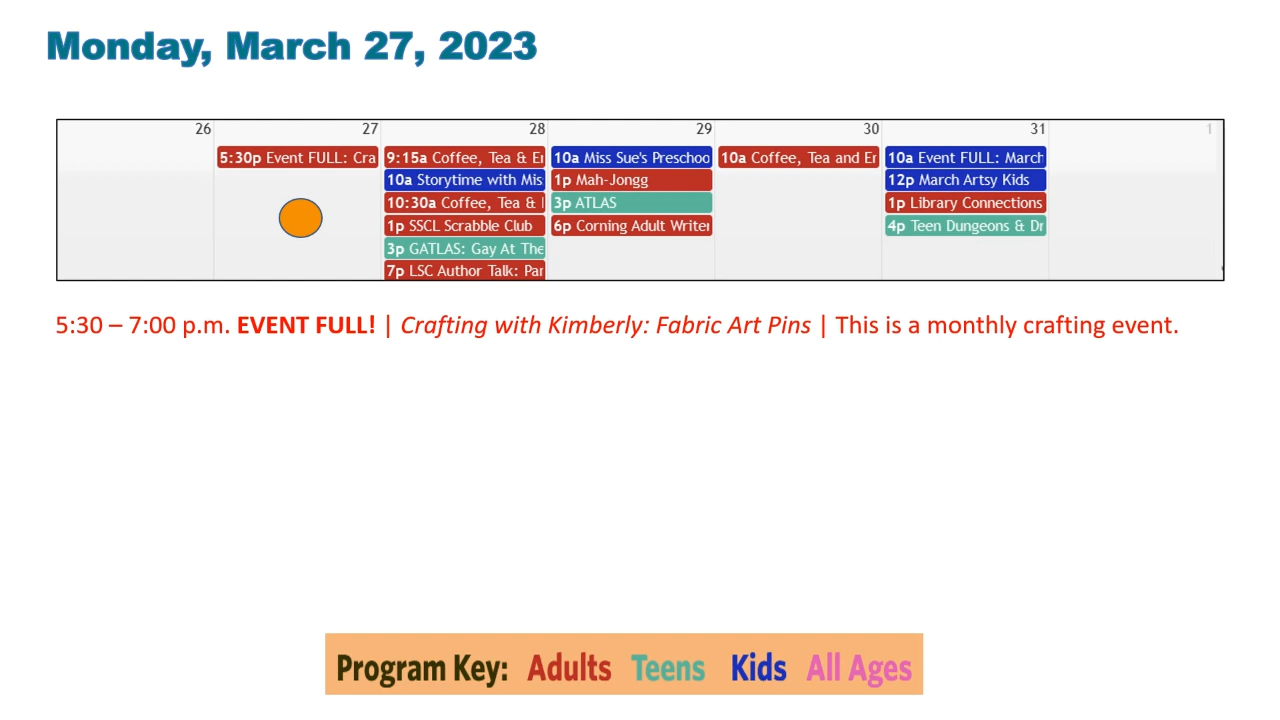 Monday, March 27, 2023
26 27 28 29 30 31 1
5:30p Event FULL: Cra 9:15a Coffee, Tea & En 10a Miss Sue's Preschoo 10a Coffee, Tea and En 10a Event FULL: March
10a Storytime with Mis 1p Mah-Jongg 12p March Artsy Kids
10:30a Coffee, Tea & 3p ATLAS 1p Library Connections
1p SSCL Scrabble Club 6p Corning Adult Writer 4p Teen Dungeons & Dr
3p GATLAS: Gay At The
7p LSC Author Talk: Par
5:30 – 7:00 p.m. EVENT FULL! | Crafting with Kimberly: Fabric Art Pins | This is a monthly crafting event.
Program Key: Adults Teens Kids All Ages